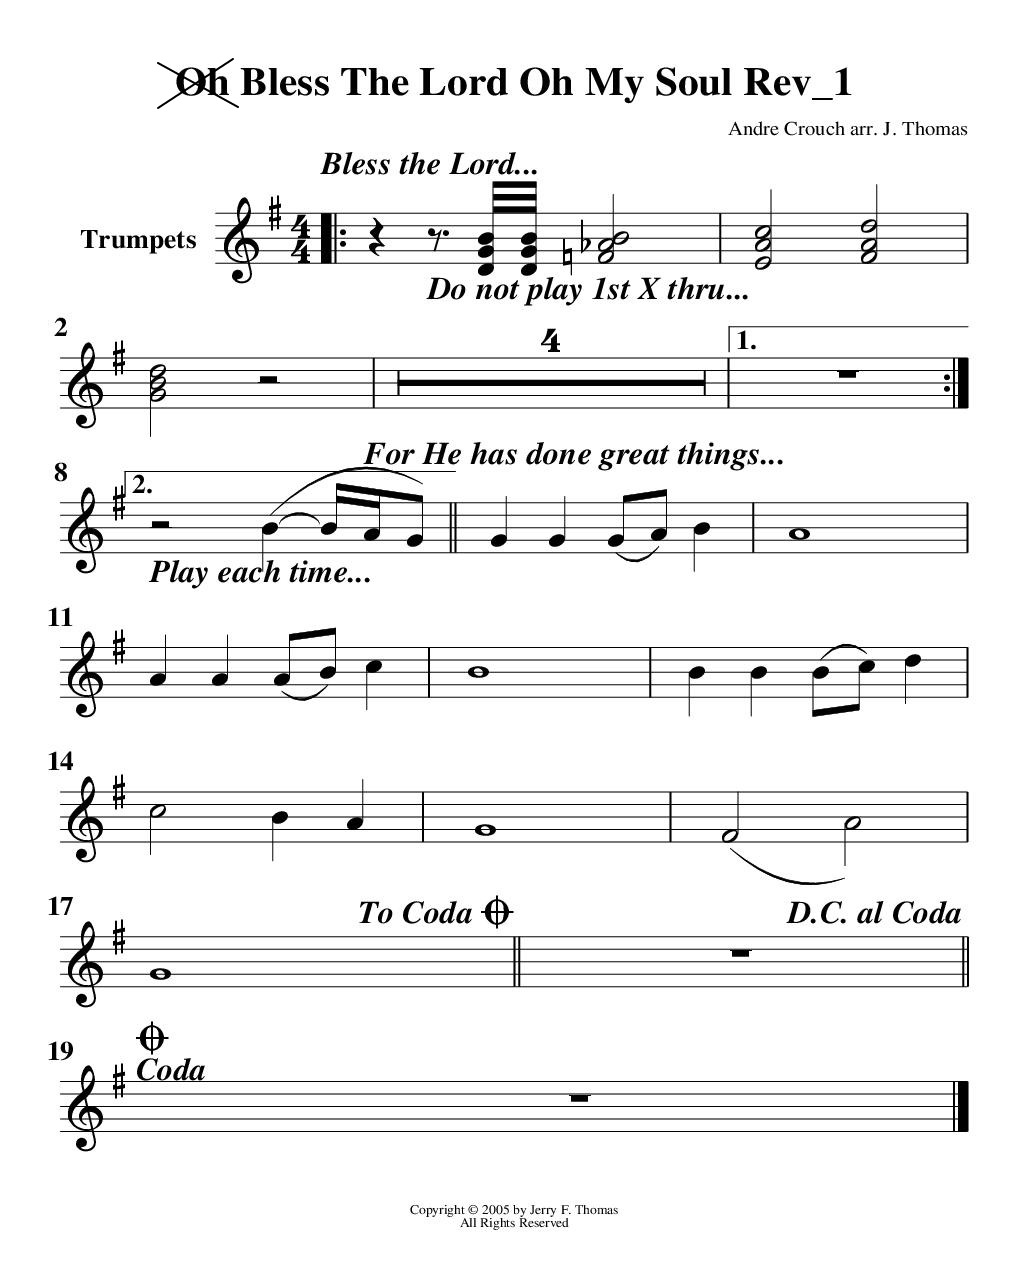 Oh Bless The Lord Oh My Soul Rev_1
Andre Crouch arr. J. Thomas
Bless the Lord...
Trumpets
4
4
Do not play 1st X thru...
2
4
1.
For He has done great things...
8
2.
Play each time...
11
14
17
To Coda
D.C. al Coda
19
Coda
Copyright © 2005 by Jerry F. Thomas
All Rights Reserved